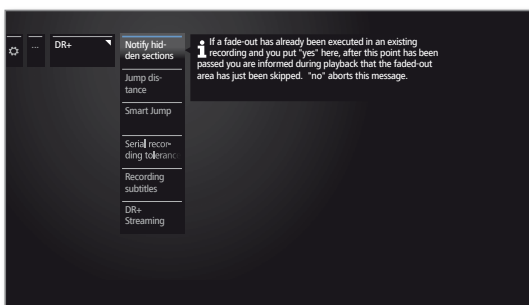 ...
DR+
Notify hid-
den sections
Jump dis-
tance
Smart Jump
Serial recor-
ding tolerance
Recording
subtitles
DR+
Streaming
If a fade-out has already been executed in an existing
recording and you put "yes" here, after this point has been
passed you are informed during playback that the faded-out
area has just been skipped. "no" aborts this message.